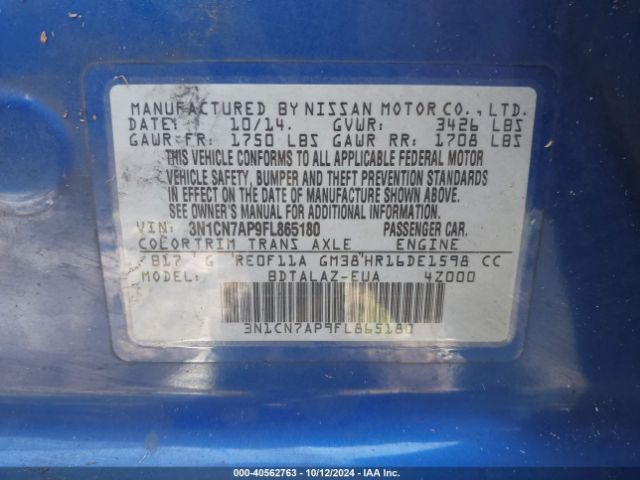 MANUFACTURED BY NISSAN MOTOR CO., LTD.
DATE: 10/14. GVWR: 3426 LBS
GAWR FR: 1750 LBS GAWR RR: 1708 LBS
THIS VEHICLE CONFORMS TO ALL APPLICABLE FEDERAL MOTOR
VEHICLE SAFETY, BUMPER AND THEFT PREVENTION STANDARDS
IN EFFECT ON THE DATE OF MANUFACTURE SHOWN ABOVE.
SEE OWNER'S MANUAL FOR ADDITIONAL INFORMATION.
VIN: 3N1CN7AP9FL865180 PASSENGER CAR.
COLOR TRIM TRANS AXLE ENGINE
B17 G RE0F11A GM38 HR16DE1598 CC
MODEL: BDTALAZ-EUA 4Z000
3N1CN7AP9FL865180
000-40562763 - 10/12/2024 - IAA Inc.